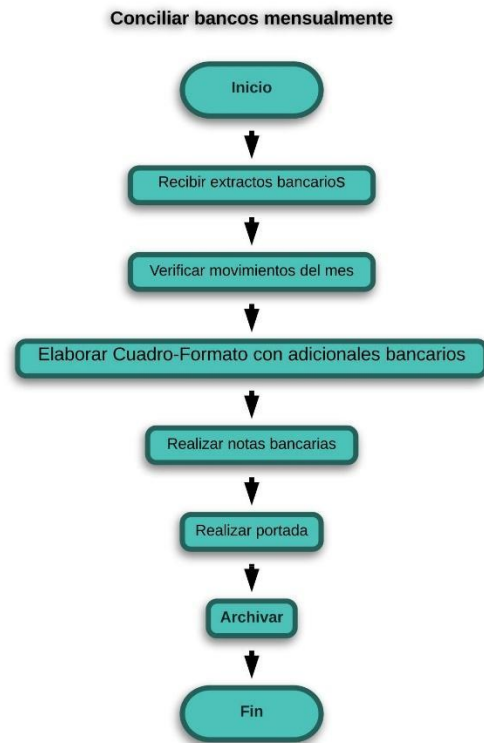 Conciliar bancos mensualmente
Inicio
Recibir extractos bancarios
Verificar movimientos del mes
Elaborar Cuadro-Formato con adicionales bancarios
Realizar notas bancarias
Realizar portada
Archivar
Fin